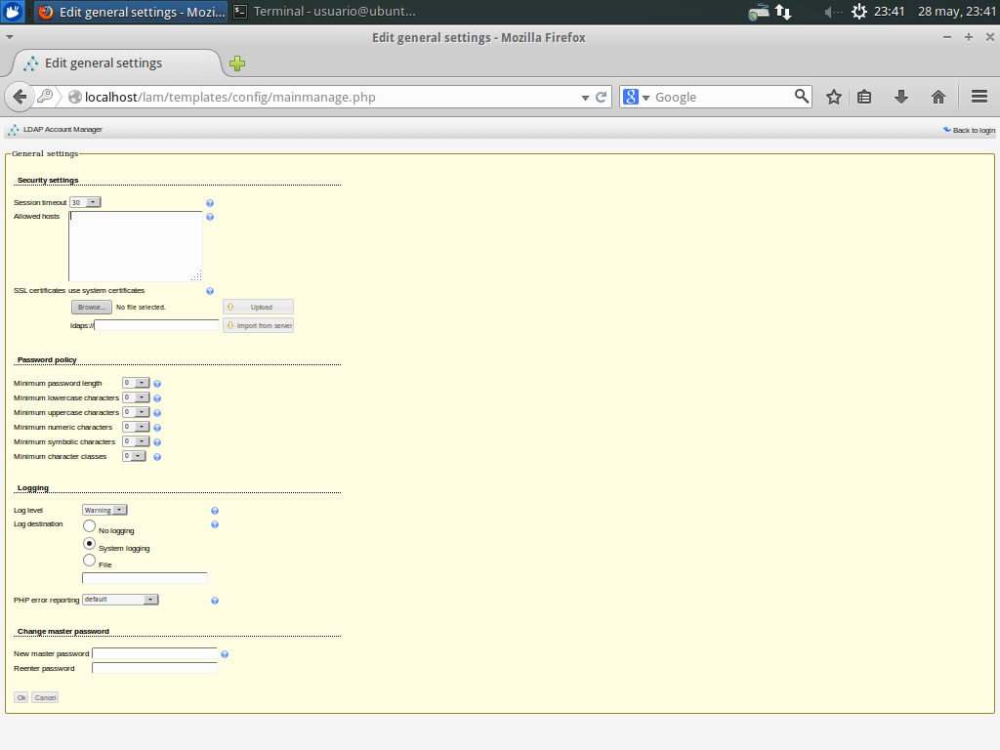 Edit general settings - Mozi...
Terminal - usuario@ubunt...
23:41
28 may, 23:41
Edit general settings - Mozilla Firefox
Edit general settings
localhost/lam/templates/config/mainmanage.php
Google
LDAP Account Manager
Back to login
General settings
Security settings
Session timeout 30
Allowed hosts
SSL certificates use system certificates
Browse... No file selected. Upload
ldaps:// Import from server
Password policy
Minimum password length 0
Minimum lowercase characters 0
Minimum uppercase characters 0
Minimum numeric characters 0
Minimum symbolic characters 0
Minimum character classes 0
Logging
Log level Warning
Log destination
No logging
System logging
File
PHP error reporting default
Change master password
New master password
Reenter password
Ok Cancel